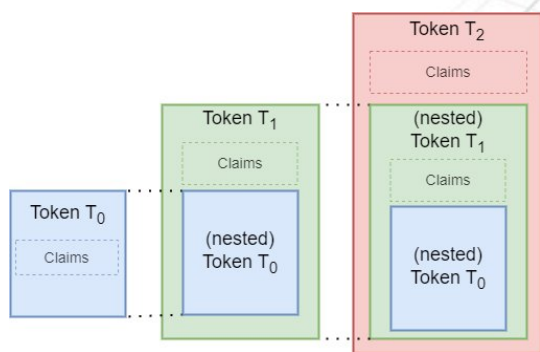 Token T₀
Claims
Token T₁
Claims
(nested)
Token T₀
Token T₂
Claims
(nested)
Token T₁
Claims
(nested)
Token T₀